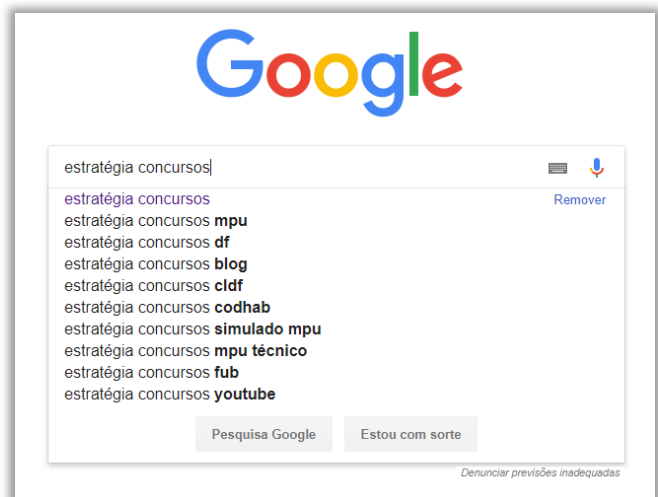 Google
estratégia concursos
estratégia concursos Remover
estratégia concursos mpu
estratégia concursos df
estratégia concursos blog
estratégia concursos cldf
estratégia concursos codhab
estratégia concursos simulado mpu
estratégia concursos mpu técnico
estratégia concursos fub
estratégia concursos youtube
Pesquisa Google Estou com sorte
Denunciar previsões inadequadas